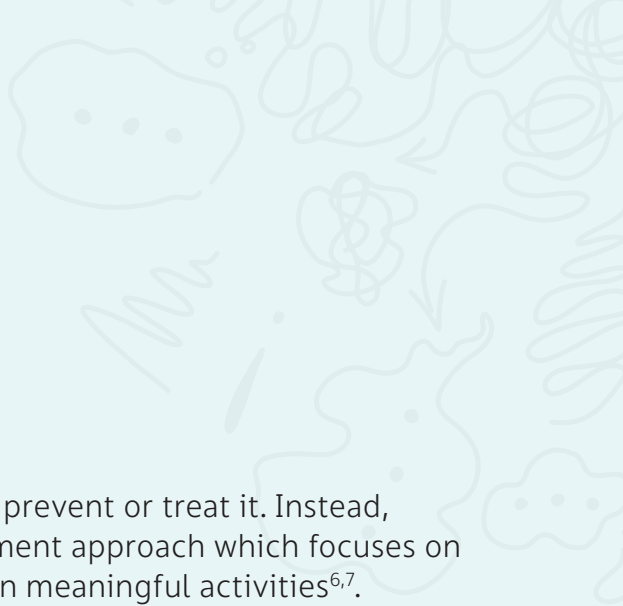 prevent or treat it. Instead,
ment approach which focuses on
n meaningful activities6,7.